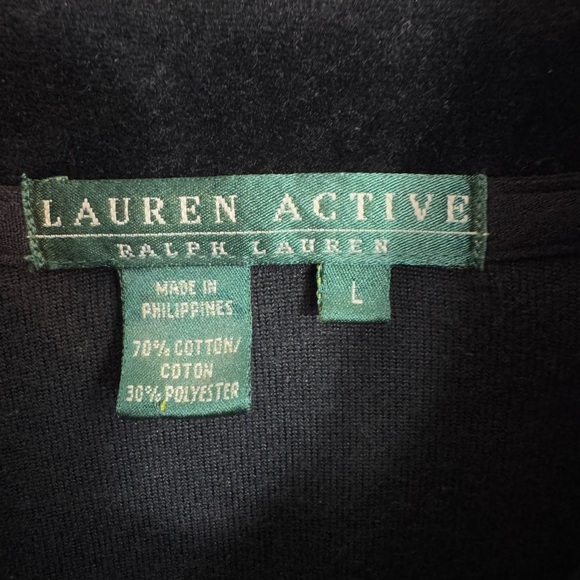 LAUREN ACTIVE
RALPH LAUREN
MADE IN
PHILIPPINES
70% COTTON/
COTON
30% POLYESTER
L